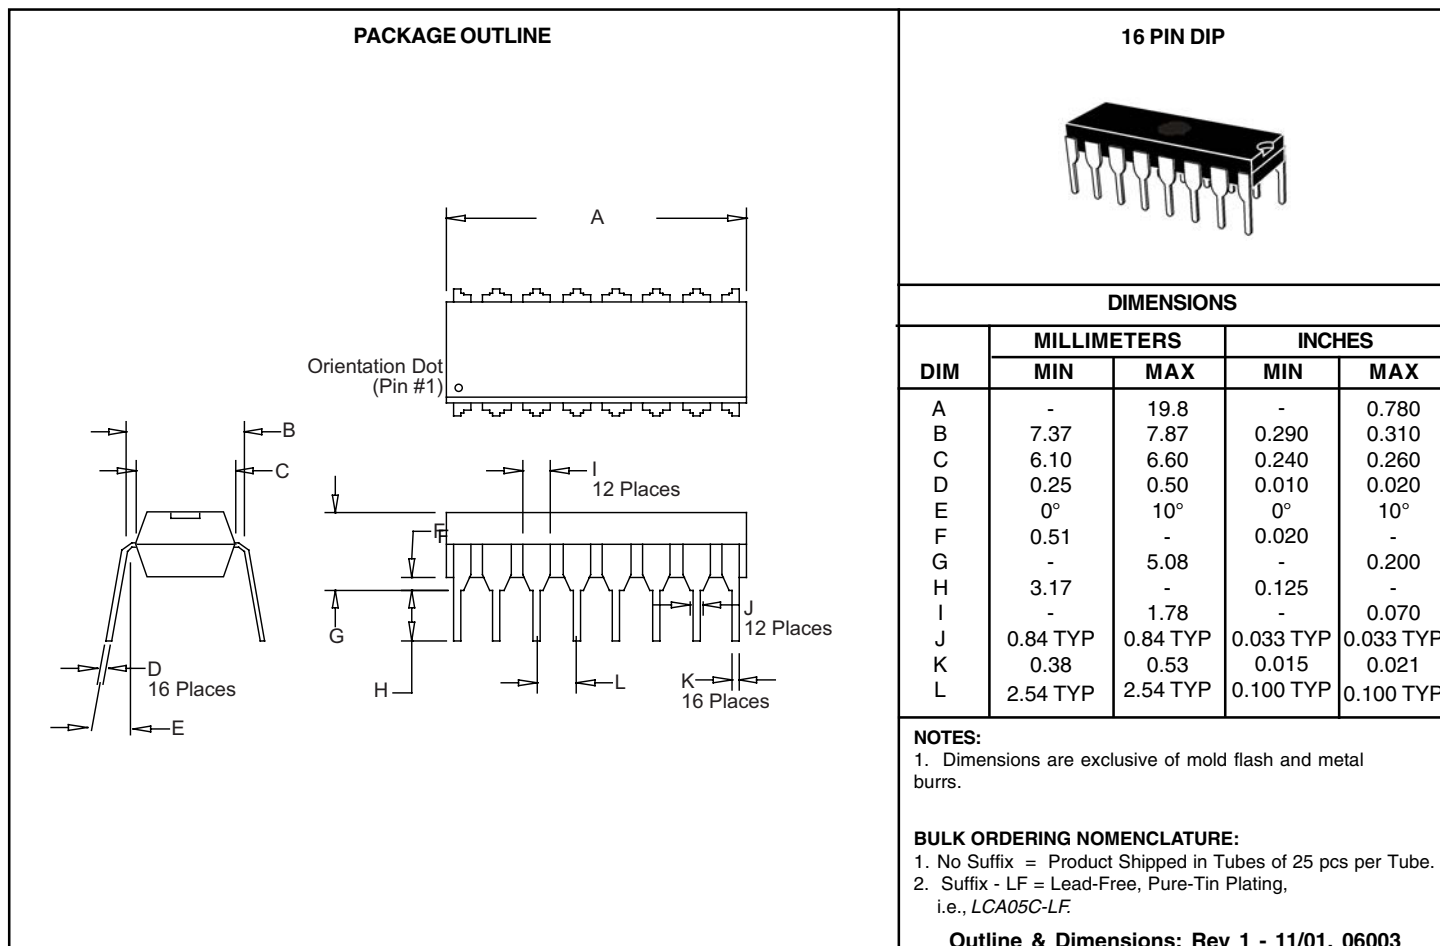 PACKAGE OUTLINE
A
Orientation Dot
(Pin #1)
B
C
I
12 Places
F
F
G
J
12 Places
D
16 Places
H
L
K
16 Places
E
16 PIN DIP
DIMENSIONS
MILLIMETERS INCHES
DIM MIN MAX MIN MAX
A - 19.8 - 0.780
B 7.37 7.87 0.290 0.310
C 6.10 6.60 0.240 0.260
D 0.25 0.50 0.010 0.020
E 0° 10° 0° 10°
F 0.51 - 0.020 -
G - 5.08 - 0.200
H 3.17 - 0.125 -
I - 1.78 - 0.070
J 0.84 TYP 0.84 TYP 0.033 TYP 0.033 TYP
K 0.38 0.53 0.015 0.021
L 2.54 TYP 2.54 TYP 0.100 TYP 0.100 TYP
NOTES:
1. Dimensions are exclusive of mold flash and metal
burrs.
BULK ORDERING NOMENCLATURE:
1. No Suffix = Product Shipped in Tubes of 25 pcs per Tube.
2. Suffix - LF = Lead-Free, Pure-Tin Plating,
i.e., LCA05C-LF.
Outline & Dimensions: Rev 1 - 11/01, 06003